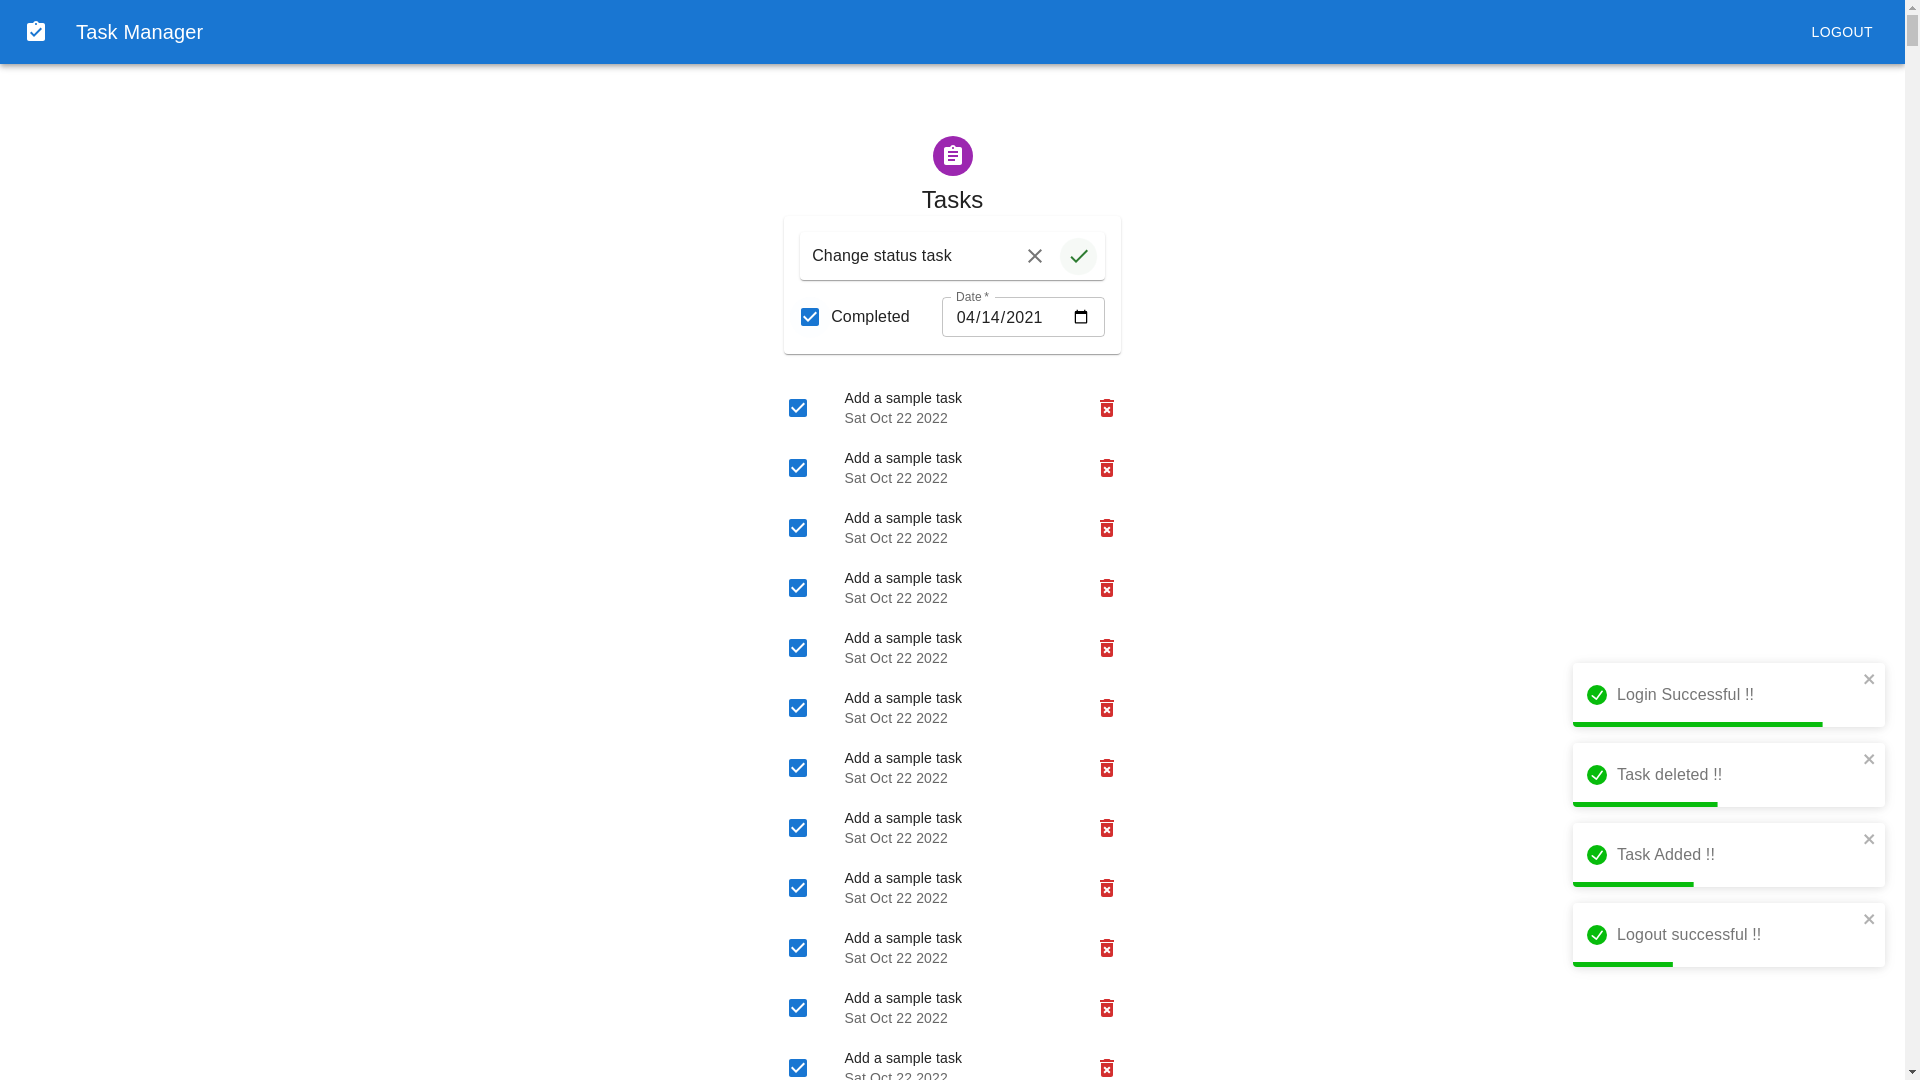 Task Manager
LOGOUT
Tasks
Change status task
Date *
Completed
04/14/2021
Add a sample task
Sat Oct 22 2022
Add a sample task
Sat Oct 22 2022
Add a sample task
Sat Oct 22 2022
Add a sample task
Sat Oct 22 2022
Add a sample task
Sat Oct 22 2022
Add a sample task
Sat Oct 22 2022
Add a sample task
Sat Oct 22 2022
Add a sample task
Sat Oct 22 2022
Add a sample task
Sat Oct 22 2022
Add a sample task
Sat Oct 22 2022
Add a sample task
Sat Oct 22 2022
Add a sample task
Sat Oct 22 2022
Login Successful !!
Task deleted !!
Task Added !!
Logout successful !!